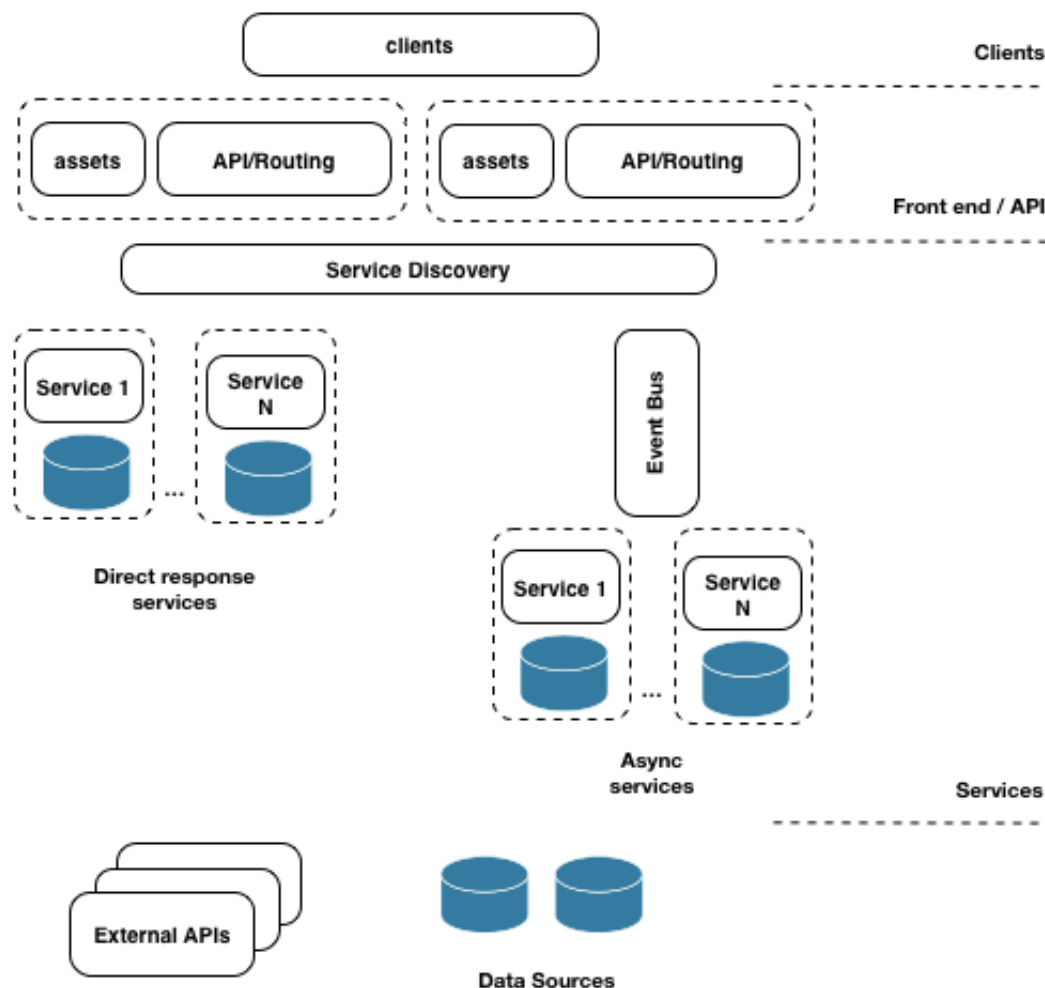 clients
Clients
assets
API/Routing
assets
API/Routing
Front end / API
Service Discovery
Service 1
Service
N
...
Direct response
services
Event Bus
Service 1
Service
N
...
Async
services
Services
External APIs
Data Sources